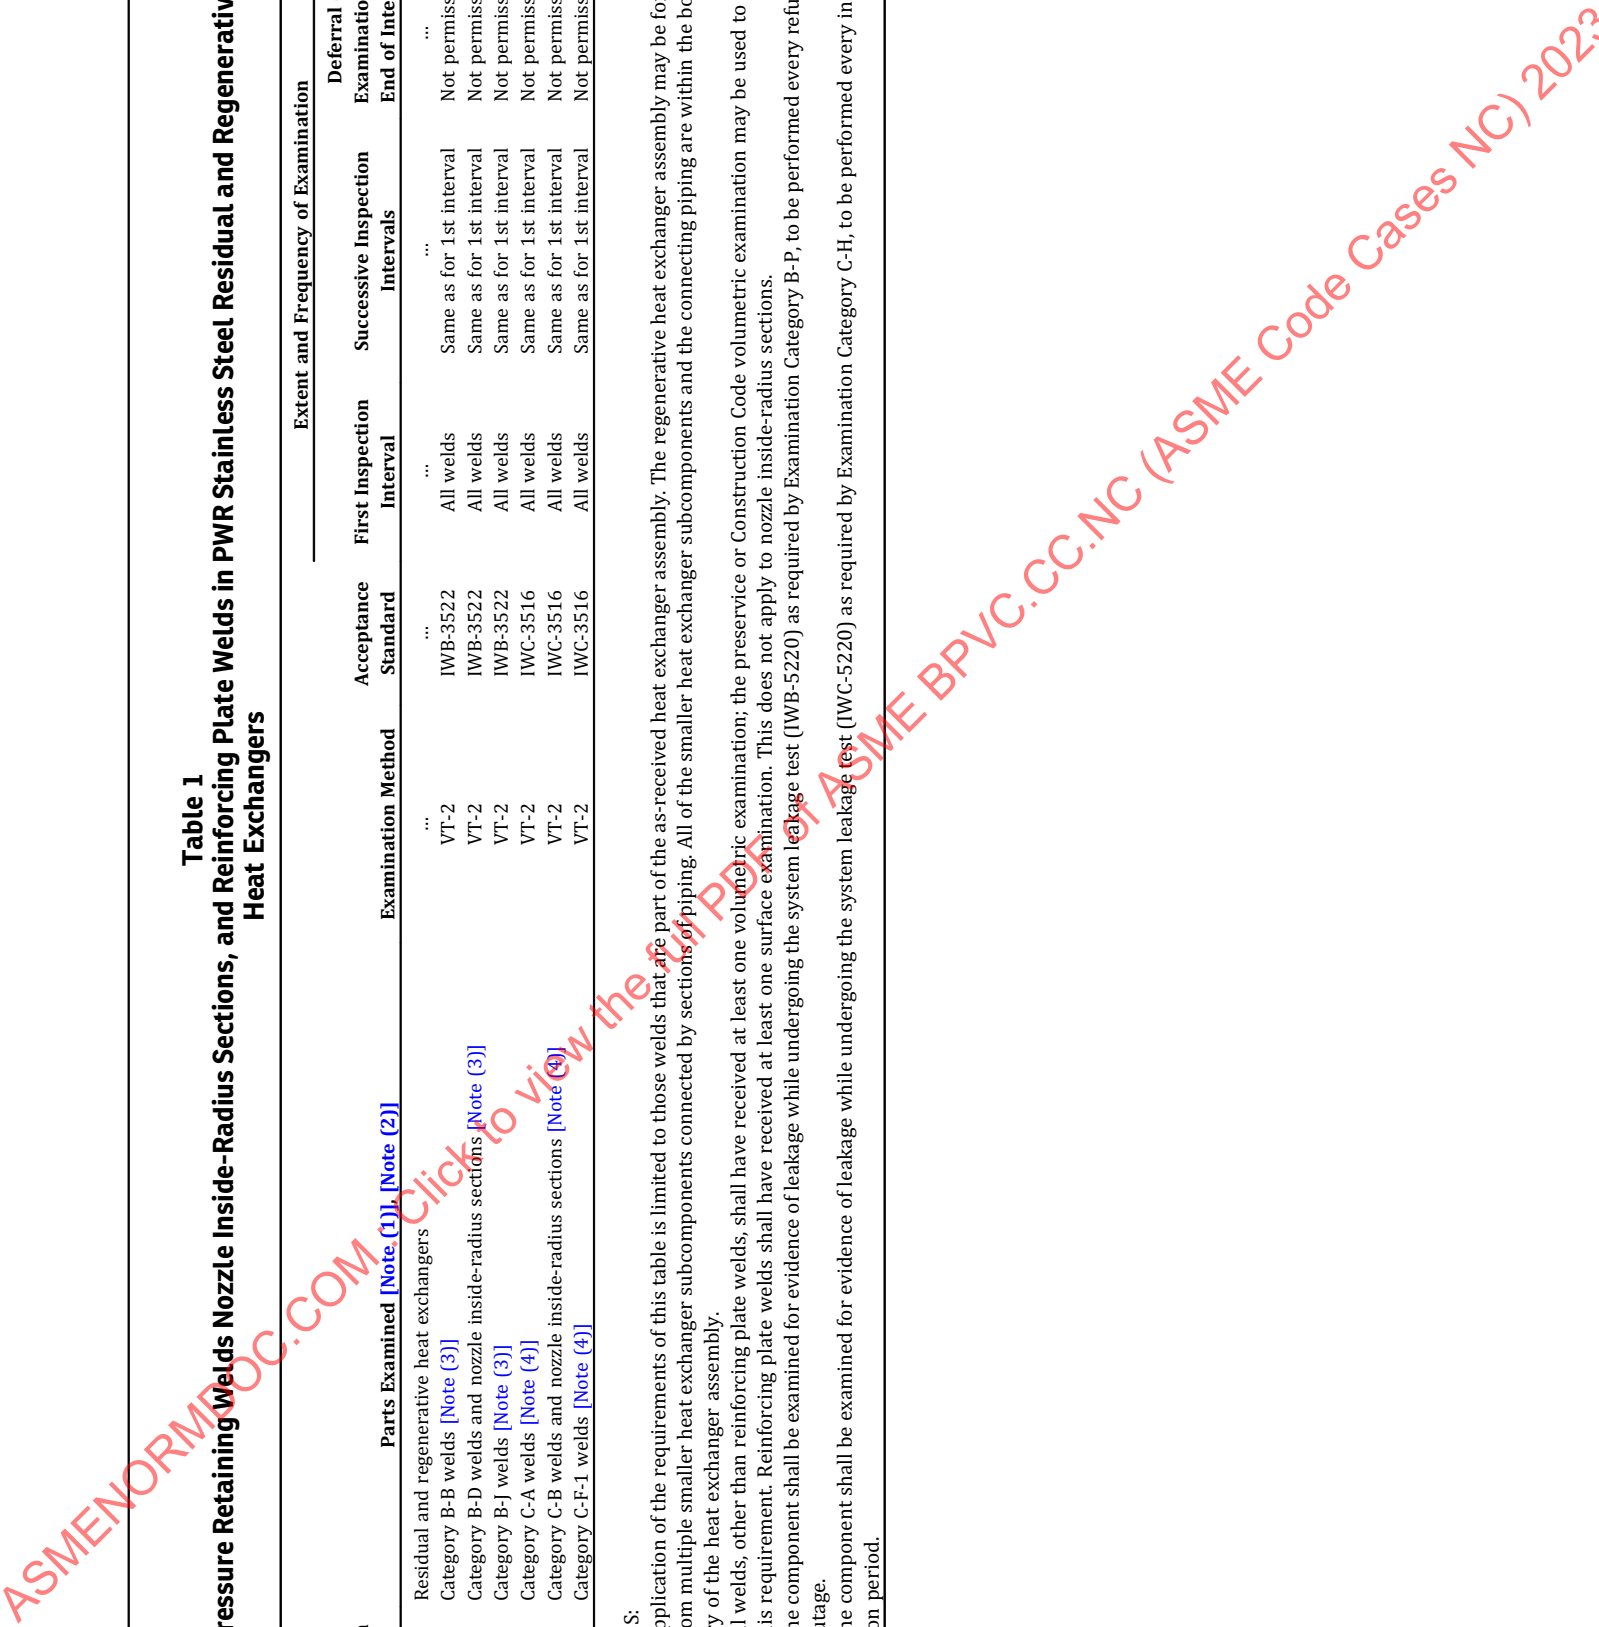 Table 1
ressure Retaining Welds Nozzle Inside-Radius Sections, and Reinforcing Plate Welds in PWR Stainless Steel Residual and Regenerativ
Heat Exchangers
Extent and Frequency of Examination
Deferral
Parts Examined [Note (1)], [Note (2)] Examination Method Acceptance Standard First Inspection Interval Successive Inspection Intervals Examinatio End of Inte
Residual and regenerative heat exchangers ... ... ... ... ...
Category B-B welds [Note (3)] VT-2 IWB-3522 All welds Same as for 1st interval Not permiss
Category B-D welds and nozzle inside-radius sections [Note (3)] VT-2 IWB-3522 All welds Same as for 1st interval Not permiss
Category B-J welds [Note (3)] VT-2 IWB-3522 All welds Same as for 1st interval Not permiss
Category C-A welds [Note (4)] VT-2 IWC-3516 All welds Same as for 1st interval Not permiss
Category C-B welds and nozzle inside-radius sections [Note (4)] VT-2 IWC-3516 All welds Same as for 1st interval Not permiss
Category C-F-1 welds [Note (4)] VT-2 IWC-3516 All welds Same as for 1st interval Not permiss
S:
pplication of the requirements of this table is limited to those welds that are part of the as-received heat exchanger assembly. The regenerative heat exchanger assembly may be fo
om multiple smaller heat exchanger subcomponents connected by sections of piping. All of the smaller heat exchanger subcomponents and the connecting piping are within the bo
y of the heat exchanger assembly.
l welds, other than reinforcing plate welds, shall have received at least one volumetric examination; the preservice or Construction Code volumetric examination may be used to
is requirement. Reinforcing plate welds shall have received at least one surface examination. This does not apply to nozzle inside-radius sections.
he component shall be examined for evidence of leakage while undergoing the system leakage test (IWB-5220) as required by Examination Category B-P, to be performed every refu
utage.
he component shall be examined for evidence of leakage while undergoing the system leakage test (IWC-5220) as required by Examination Category C-H, to be performed every in
on period.
ASMENORMDOC.COM : Click to view the full PDF of ASME BPVC.CC.NC (ASME Code Cases NC) 2023